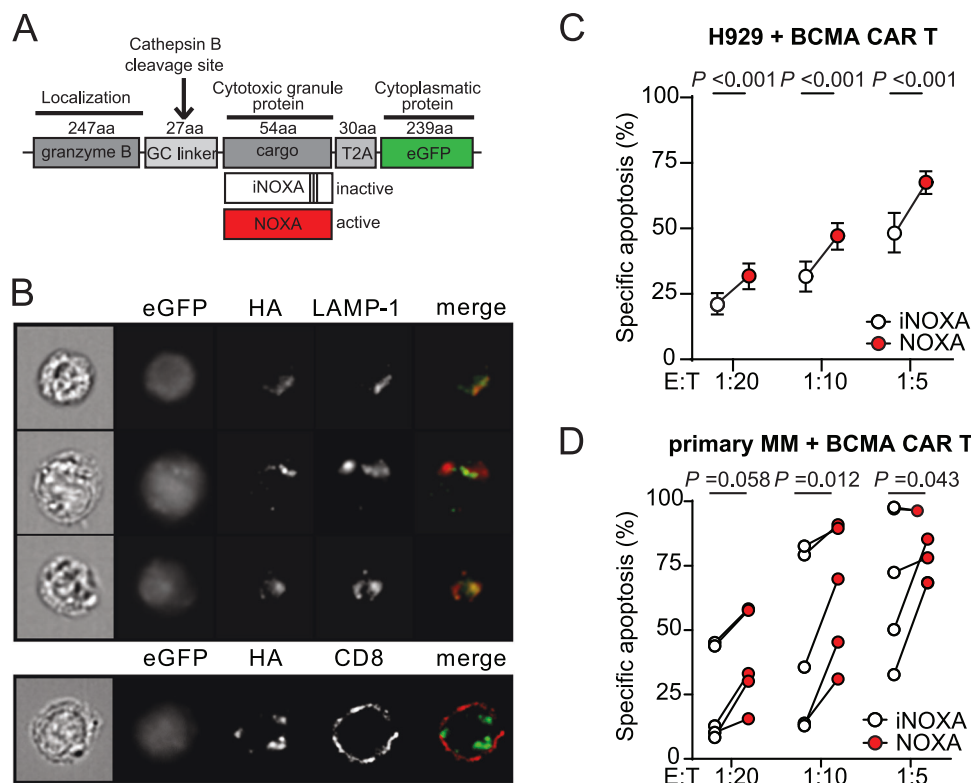 A
Cathepsin B
cleavage site
Localization
Cytotoxic granule
protein
Cytoplasmatic
protein
247aa 27aa 54aa 30aa 239aa
granzyme B GC linker cargo T2A eGFP
iNOXA inactive
NOXA active
B
eGFP HA LAMP-1 merge
eGFP HA CD8 merge
C
H929 + BCMA CAR T
P <0.001 P <0.001 P <0.001
Specific apoptosis (%)
100
75
50
25
0
iNOXA
NOXA
E:T 1:20 1:10 1:5
D
primary MM + BCMA CAR T
P =0.058 P =0.012 P =0.043
Specific apoptosis (%)
100
75
50
25
0
iNOXA
NOXA
E:T 1:20 1:10 1:5